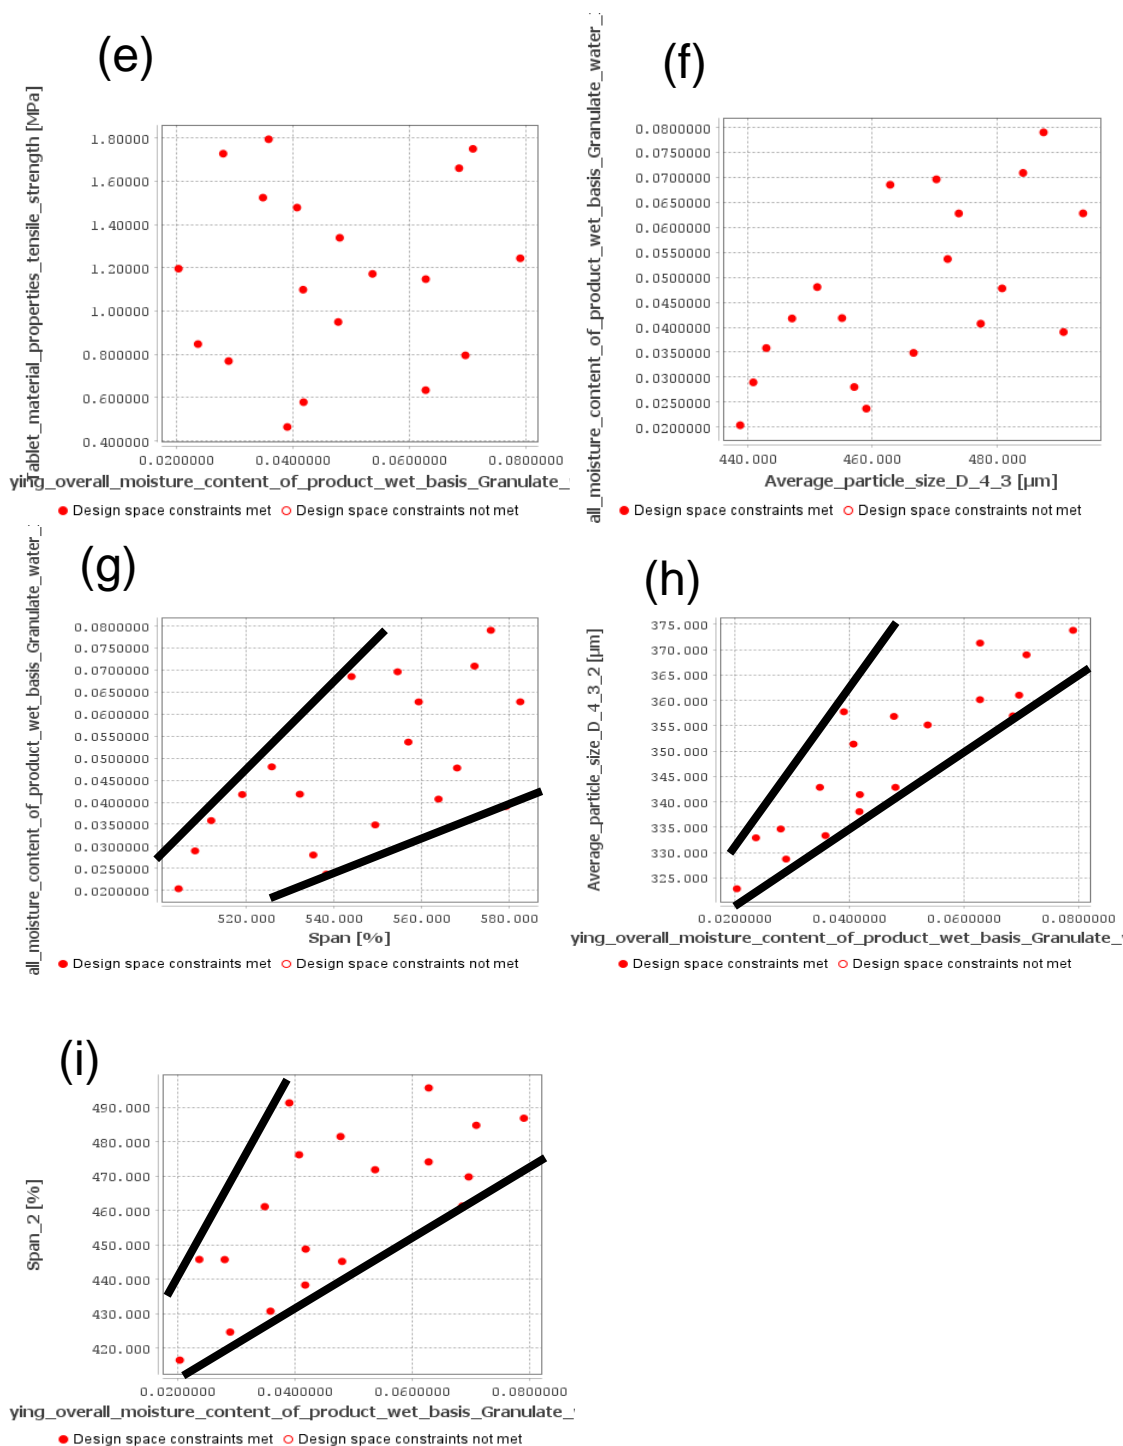 (e)
Tablet_material_properties_tensile_strength [MPa]
1.80000
1.60000
1.40000
1.20000
1.00000
0.800000
0.600000
0.400000
0.0200000 0.0400000 0.0600000 0.0800000
ying_overall_moisture_content_of_product_wet_basis_Granulate_
Design space constraints met Design space constraints not met
(f)
all_moisture_content_of_product_wet_basis_Granulate_water_
0.0800000
0.0750000
0.0700000
0.0650000
0.0600000
0.0550000
0.0500000
0.0450000
0.0400000
0.0350000
0.0300000
0.0250000
0.0200000
440.000 460.000 480.000
Average_particle_size_D_4_3 [µm]
Design space constraints met Design space constraints not met
(g)
all_moisture_content_of_product_wet_basis_Granulate_water_
0.0800000
0.0750000
0.0700000
0.0650000
0.0600000
0.0550000
0.0500000
0.0450000
0.0400000
0.0350000
0.0300000
0.0250000
0.0200000
520.000 540.000 560.000 580.000
Span [%]
Design space constraints met Design space constraints not met
(h)
Average_particle_size_D_4_3_2 [µm]
375.000
370.000
365.000
360.000
355.000
350.000
345.000
340.000
335.000
330.000
325.000
0.0200000 0.0400000 0.0600000 0.0800000
ying_overall_moisture_content_of_product_wet_basis_Granulate_
Design space constraints met Design space constraints not met
(i)
Span_2 [%]
490.000
480.000
470.000
460.000
450.000
440.000
430.000
420.000
0.0200000 0.0400000 0.0600000 0.0800000
ying_overall_moisture_content_of_product_wet_basis_Granulate_
Design space constraints met Design space constraints not met